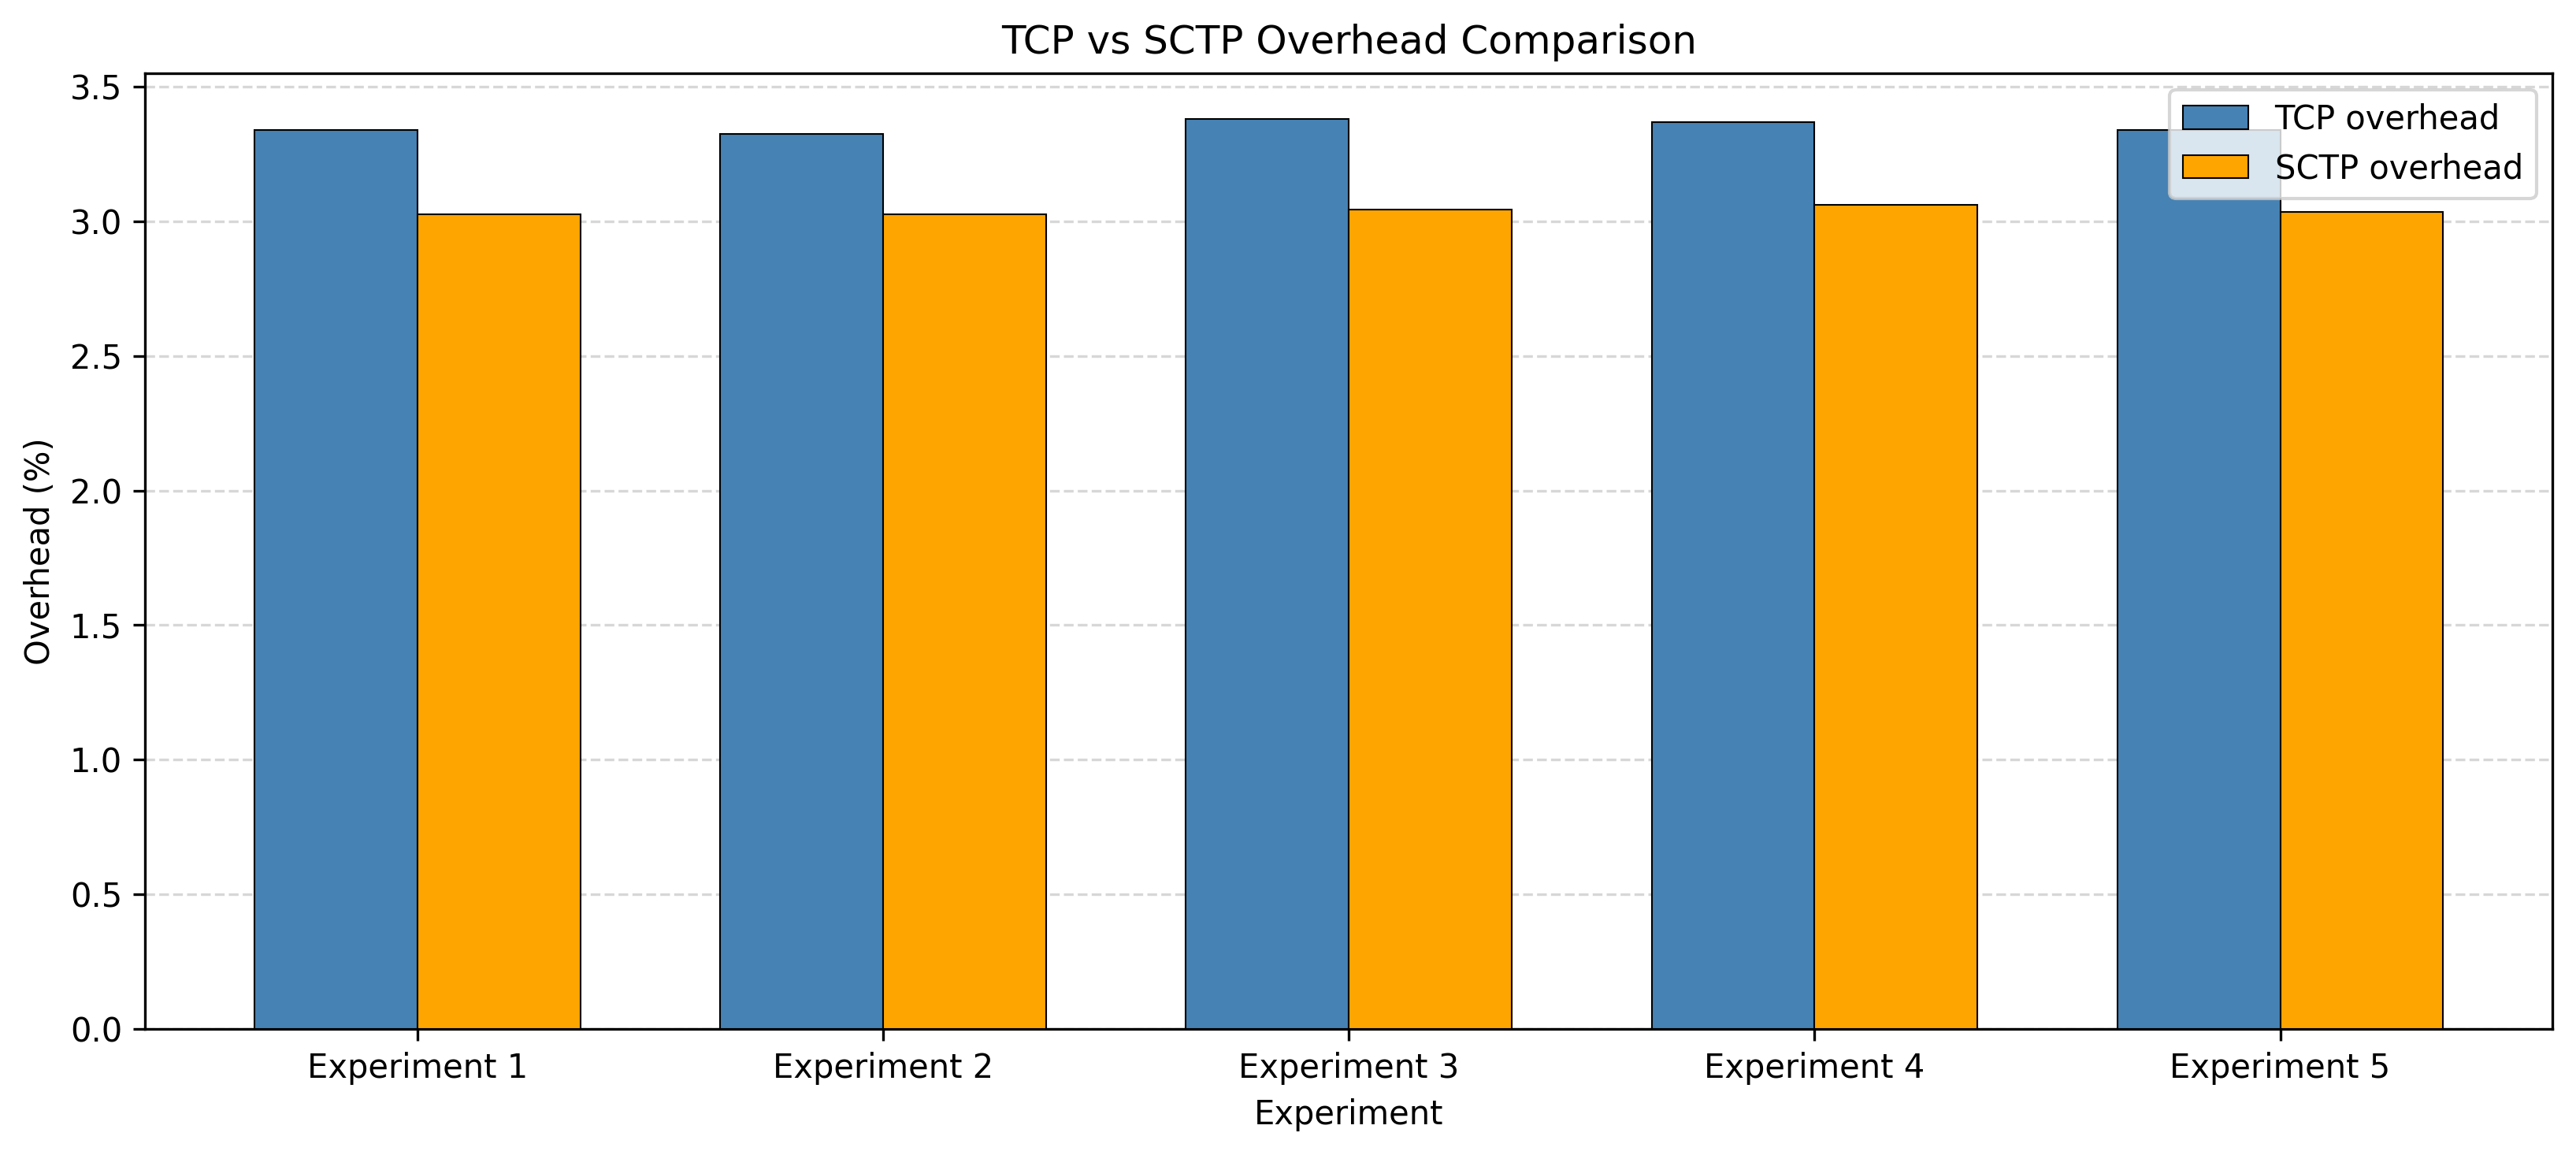 TCP vs SCTP Overhead Comparison
3.5
3.0
2.5
2.0
1.5
1.0
0.5
0.0
Overhead (%)
TCP overhead
SCTP overhead
Experiment 1
Experiment 2
Experiment 3
Experiment 4
Experiment 5
Experiment